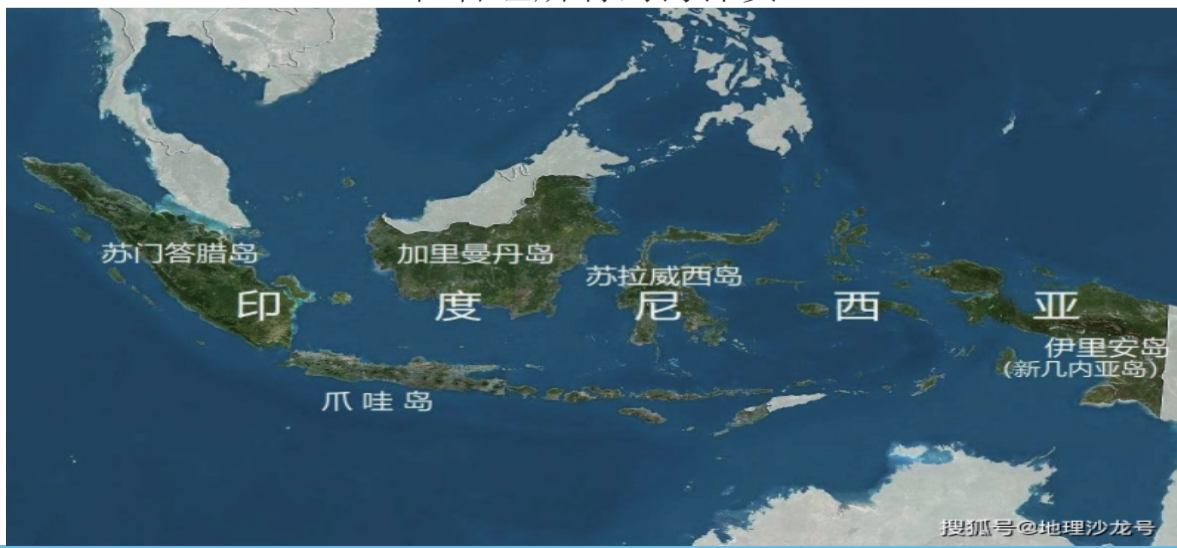 苏门答腊岛
加里曼丹岛
苏拉威西岛
印度尼西亚
伊里安岛
(新几内亚岛)
爪哇岛
搜狐号@地理沙龙号